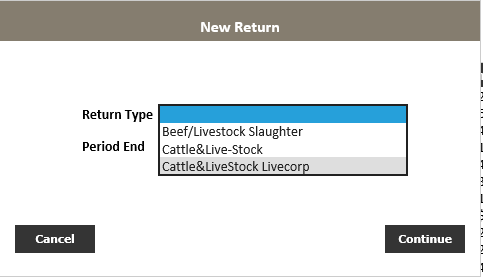 New Return
Return Type
Beef/Livestock Slaughter
Period End
Cattle&Live-Stock
Cattle&LiveStock Livecorp
Cancel
Continue